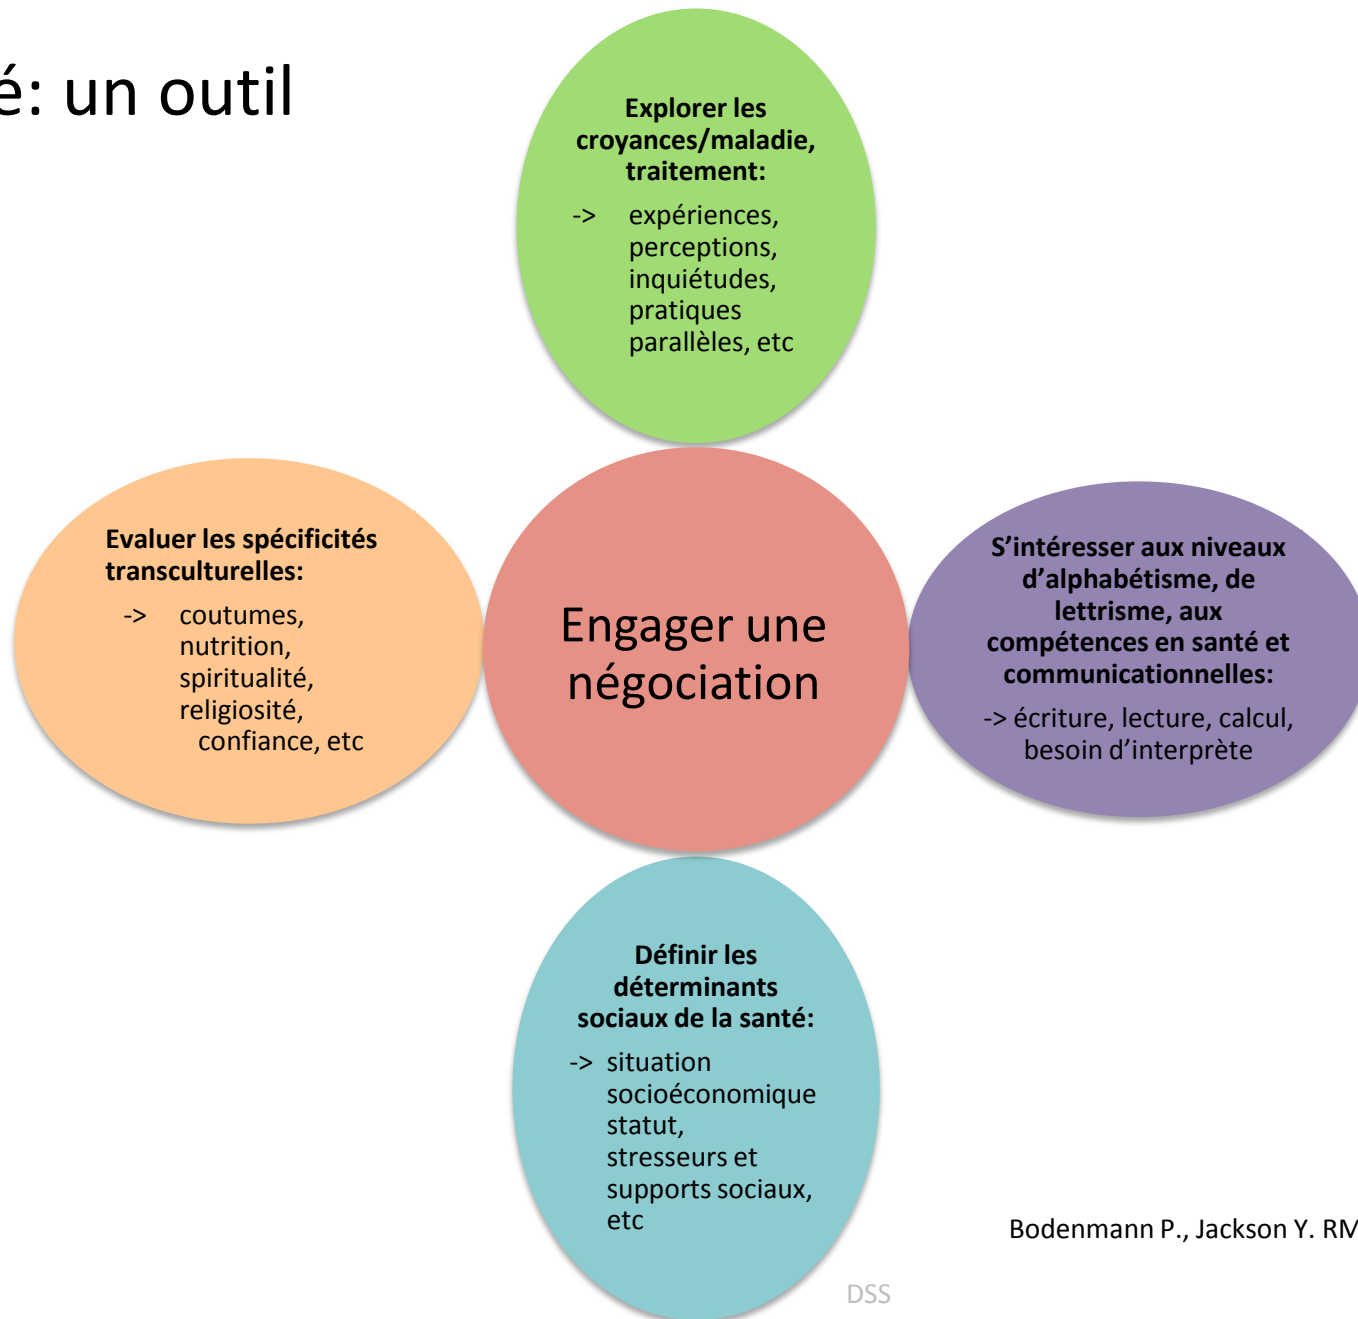 é: un outil
Explorer les
croyances/maladie,
traitement:
-> expériences,
perceptions,
inquiétudes,
pratiques
parallèles, etc
Evaluer les spécificités
transculturelles:
-> coutumes,
nutrition,
spiritualité,
religiosité,
confiance, etc
Engager une
négociation
S’intéresser aux niveaux
d’alphabétisme, de
lettrisme, aux
compétences en santé et
communicationnelles:
-> écriture, lecture, calcul,
besoin d’interprète
Définir les
déterminants
sociaux de la santé:
-> situation
socioéconomique
statut,
stresseurs et
supports sociaux,
etc
Bodenmann P., Jackson Y. RM
DSS